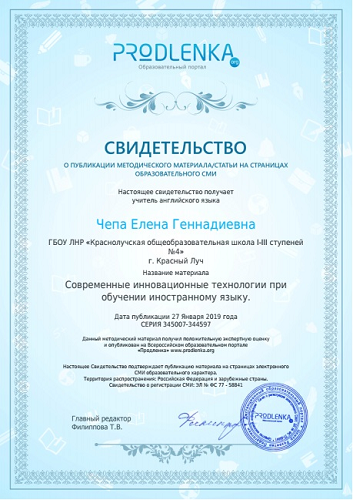 PRODLENKA
.ORG
Образовательный портал
СВИДЕТЕЛЬСТВО
О ПУБЛИКАЦИИ МЕТОДИЧЕСКОГО МАТЕРИАЛА/СТАТЬИ НА СТРАНИЦАХ
ОБРАЗОВАТЕЛЬНОГО СМИ
Настоящее свидетельство получает
учитель английского языка
Чепа Елена Геннадиевна
ГБОУ ЛНР «Краснолучская общеобразовательная школа I-III ступеней
№4»
г. Красный Луч
Название материала
Современные инновационные технологии при
обучении иностранному языку.
Дата публикации 27 Января 2019 года
СЕРИЯ 345007-344597
Данный методический материал получил положительную экспертную оценку
и опубликован на Всероссийском образовательном портале
«Продленка» www.prodlenka.org
Настоящее Свидетельство подтверждает публикацию материала на страницах электронного
СМИ образовательного характера.
Территория распространения: Российская Федерация и зарубежные страны.
Свидетельство о регистрации СМИ: ЭЛ № ФС 77 - 58841
Главный редактор
Филиппова Т.В.
PRODLENKA